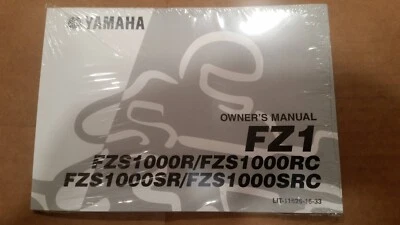 YAMAHA
OWNER'S MANUAL
FZ1
FZS1000R/FZS1000RC
FZS1000SR/FZS1000SRC